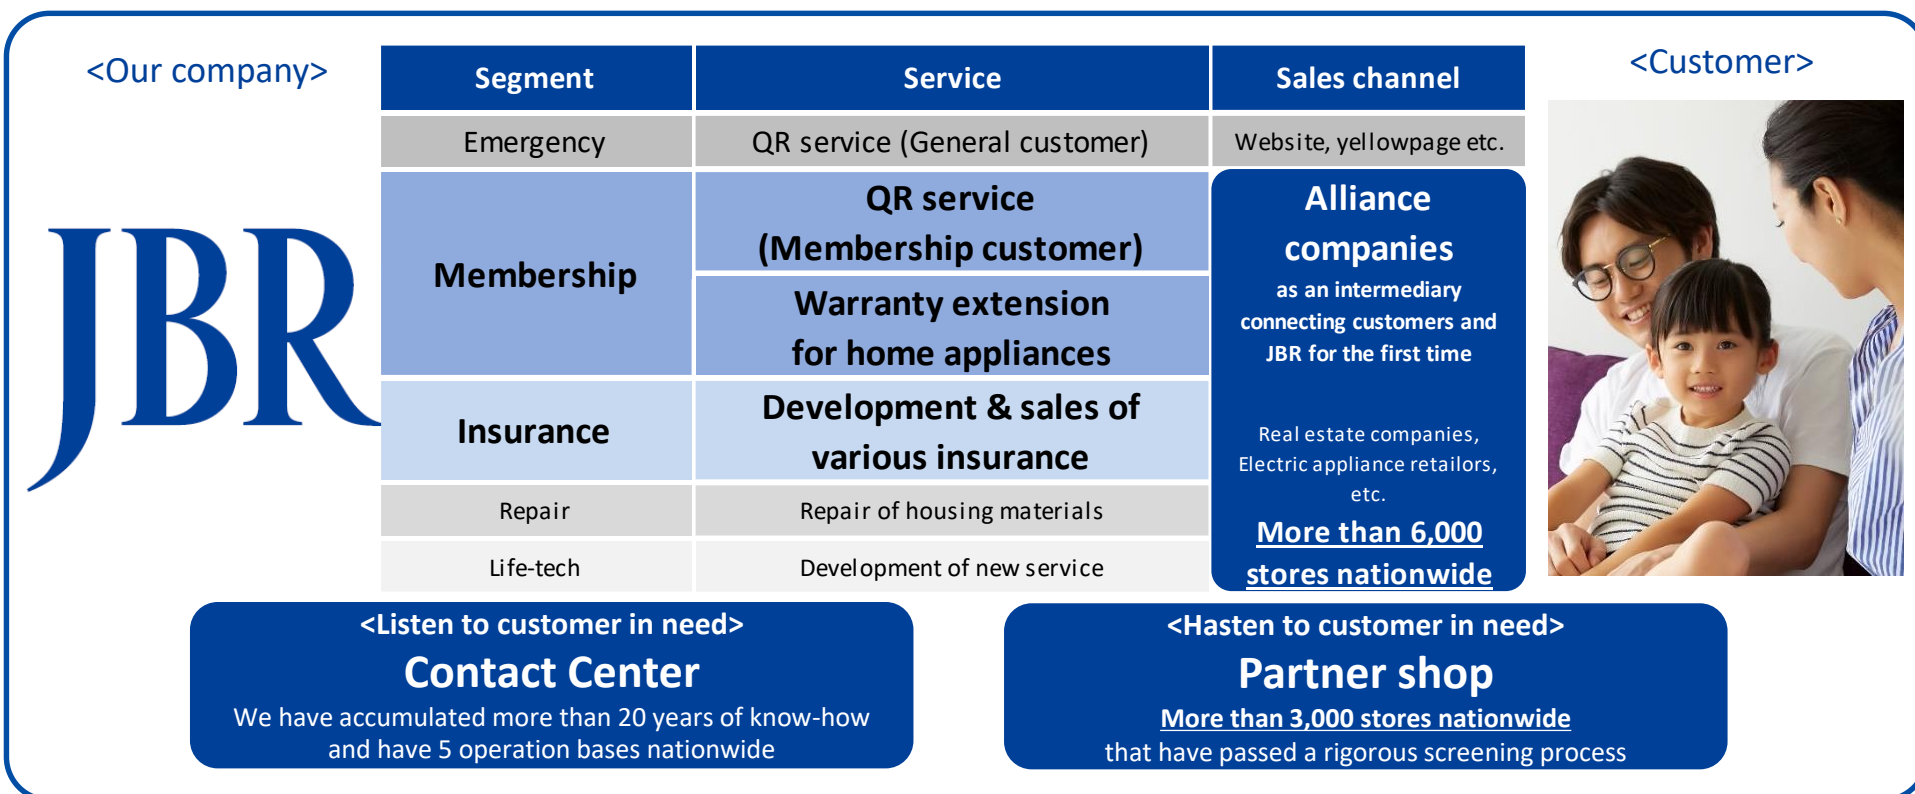 <Our company>
JBR
Segment
Service
Sales channel
<Customer>
Emergency
QR service (General customer)
Website, yellowpage etc.
Membership
QR service
(Membership customer)
Warranty extension
for home appliances
Insurance
Development & sales of
various insurance
Repair
Repair of housing materials
Life-tech
Development of new service
Alliance
companies
as an intermediary
connecting customers and
JBR for the first time
Real estate companies,
Electric appliance retailors,
etc.
More than 6,000
stores nationwide
<Listen to customer in need>
Contact Center
We have accumulated more than 20 years of know-how
and have 5 operation bases nationwide
<Hasten to customer in need>
Partner shop
More than 3,000 stores nationwide
that have passed a rigorous screening process